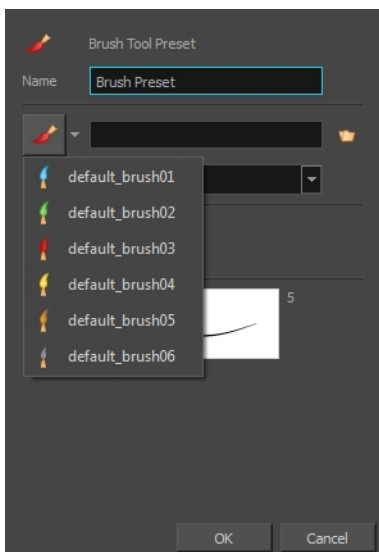 Brush Tool Preset
Name Brush Preset
default_brush01
default_brush02
default_brush03
default_brush04
default_brush05
5
default_brush06
OK Cancel